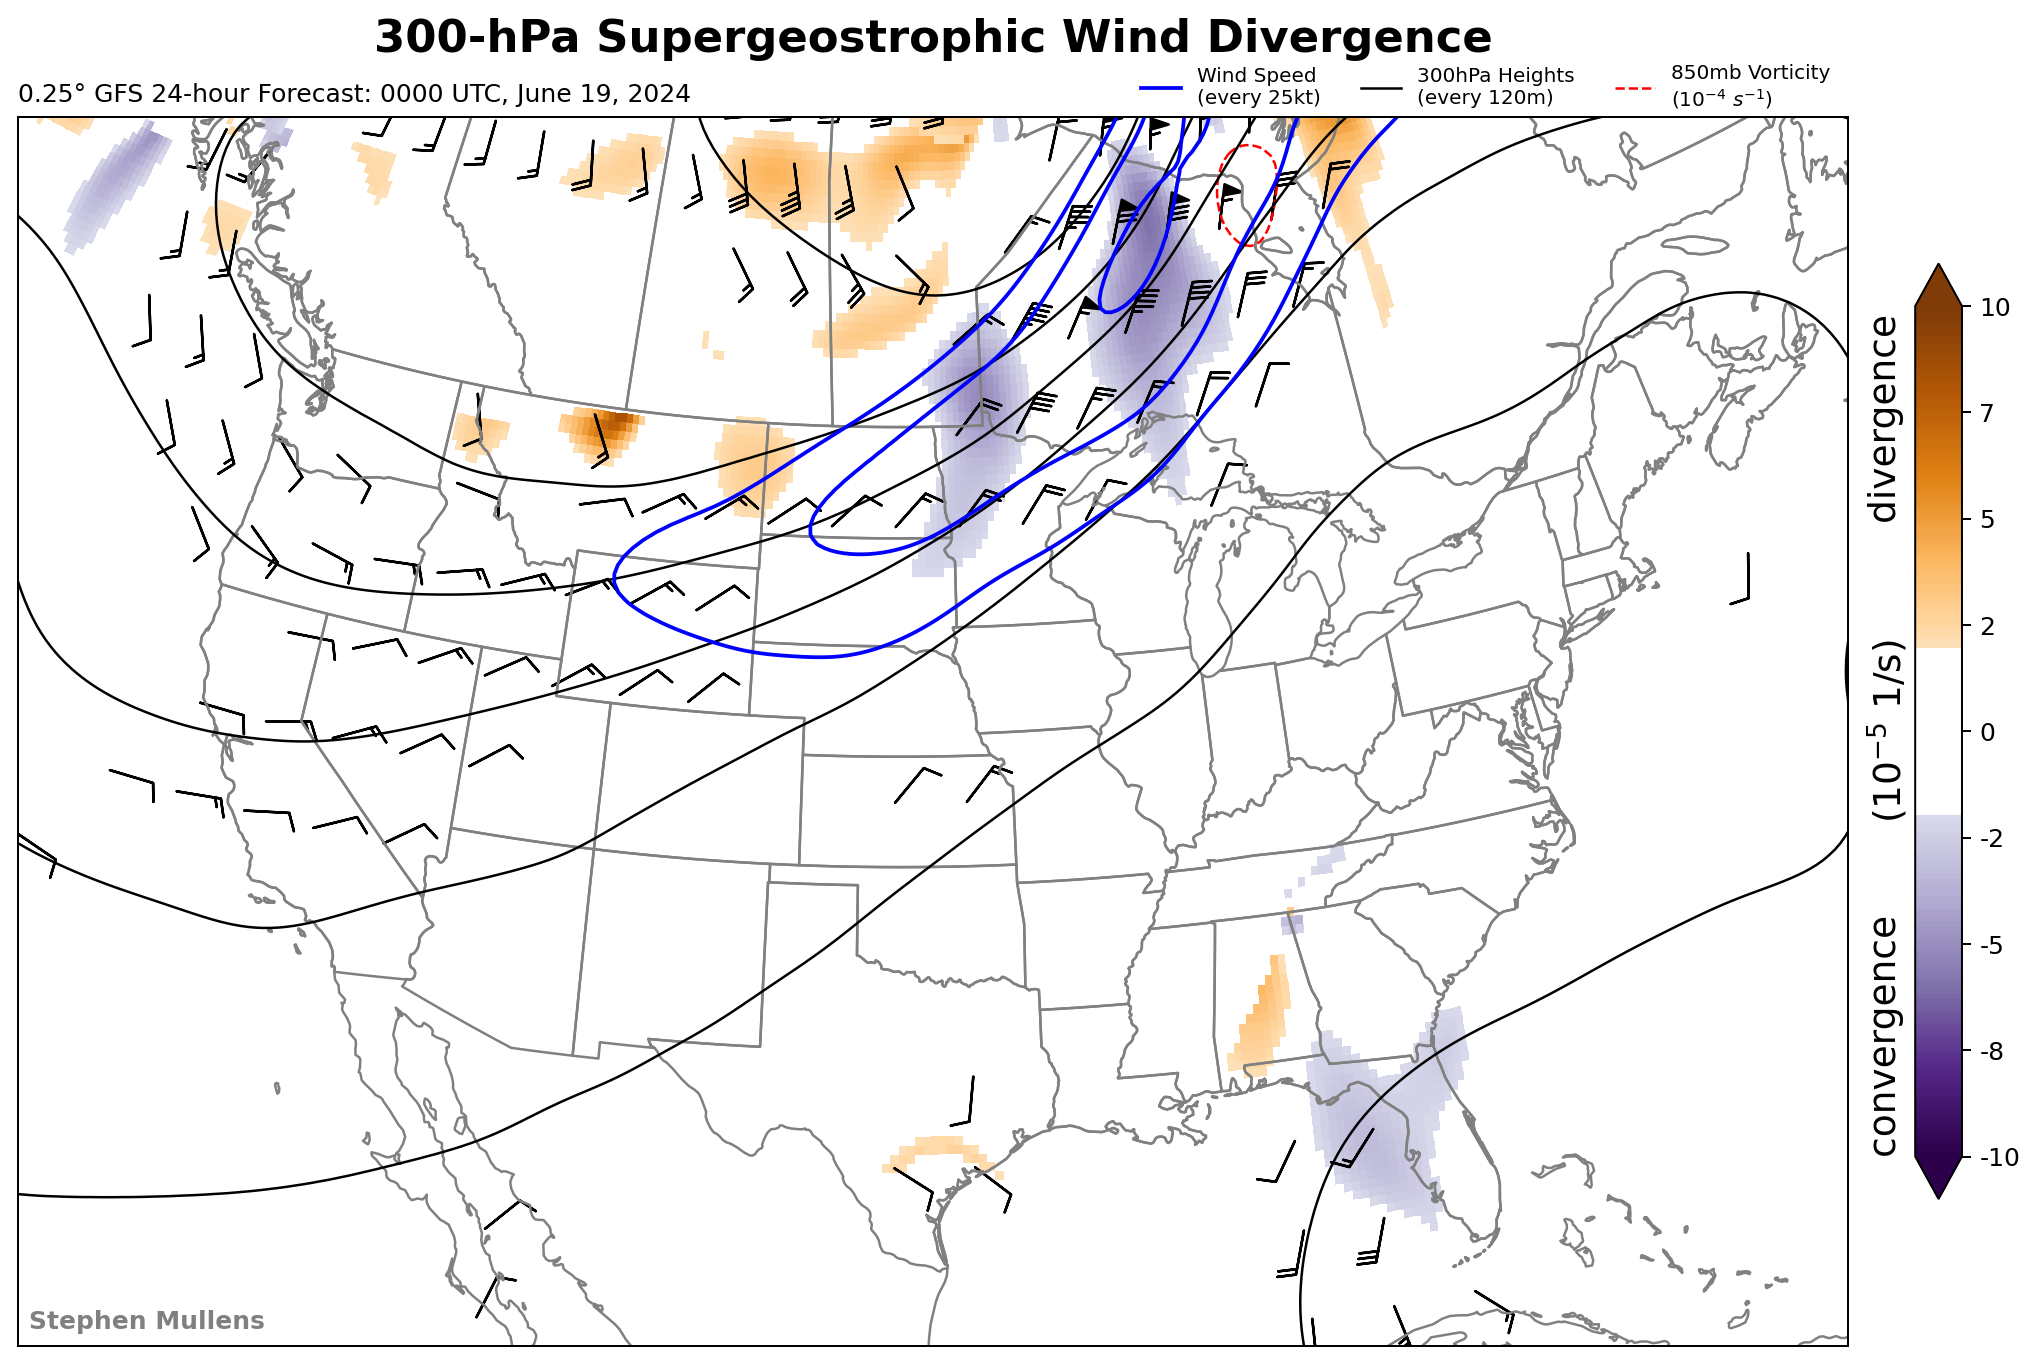 300-hPa Supergeostrophic Wind Divergence
0.25° GFS 24-hour Forecast: 0000 UTC, June 19, 2024
Wind Speed
(every 25kt)
300hPa Heights
(every 120m)
850mb Vorticity
(10⁻⁴ s⁻¹)
10
7
5
2
0
-2
-5
-8
-10
convergence (10⁻⁵ 1/s) divergence
Stephen Mullens